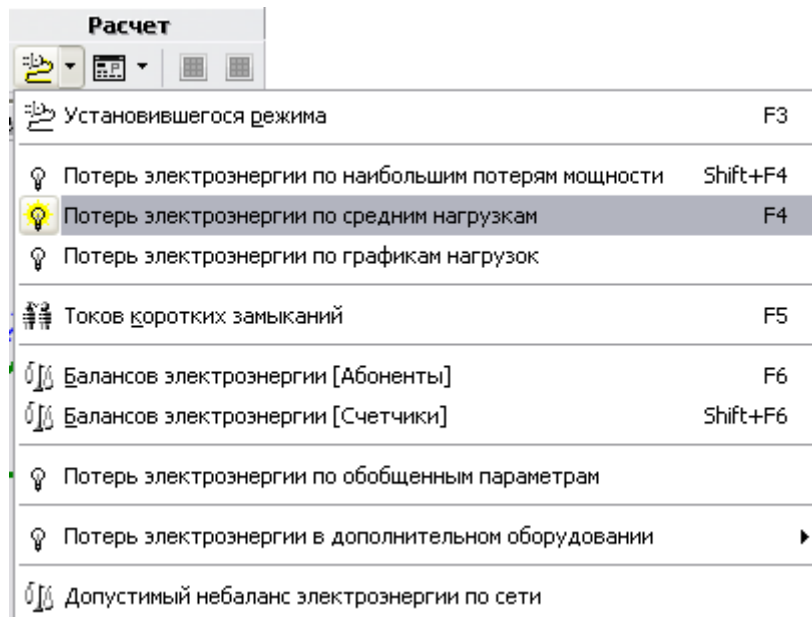 Расчет
Установившегося режима F3
Потерь электроэнергии по наибольшим потерям мощности Shift+F4
Потерь электроэнергии по средним нагрузкам F4
Потерь электроэнергии по графикам нагрузок
Токов коротких замыканий F5
Балансов электроэнергии [Абоненты] F6
Балансов электроэнергии [Счетчики] Shift+F6
Потерь электроэнергии по обобщенным параметрам
Потерь электроэнергии в дополнительном оборудовании
Допустимый небаланс электроэнергии по сети